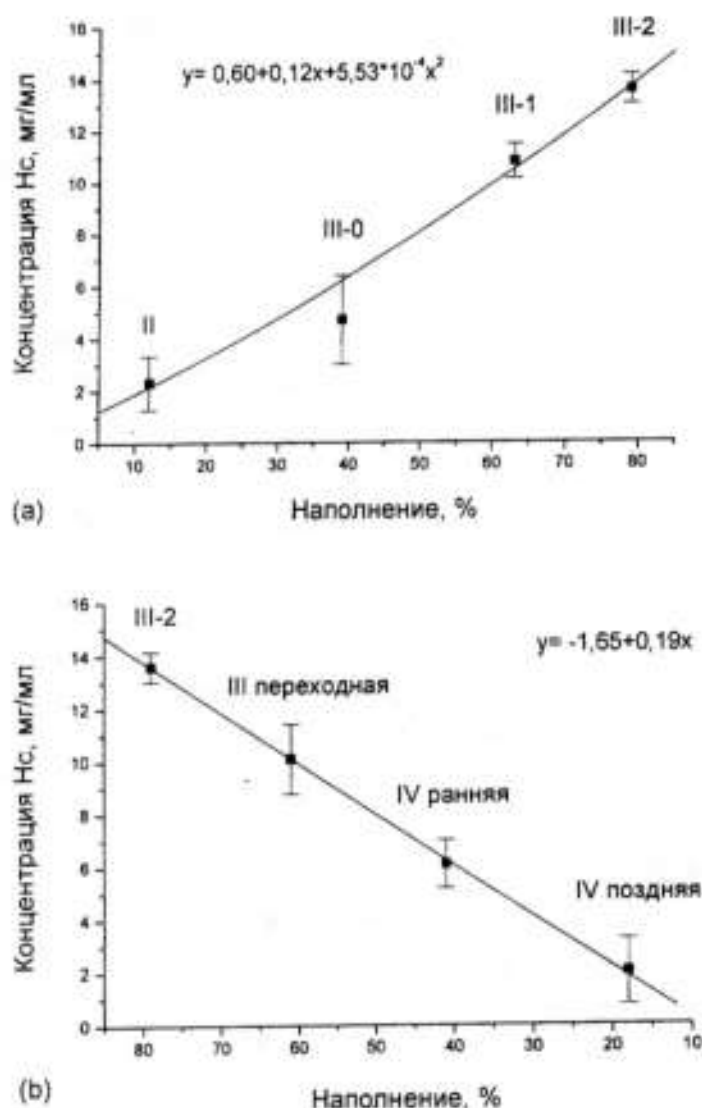 III-2
16
y= 0,60+0,12x+5,53*10⁻⁴x²
14
III-1
12
10
III-0
8
6
II
4
2
0
10 20 30 40 50 60 70 80
Концентрация Нс, мг/мл
(a) Наполнение, %
16
III-2
y= -1,65+0,19x
14
III переходная
12
10
IV ранняя
8
6
IV поздняя
4
2
0
80 70 60 50 40 30 20 10
Концентрация Нс, мг/мл
(b) Наполнение, %